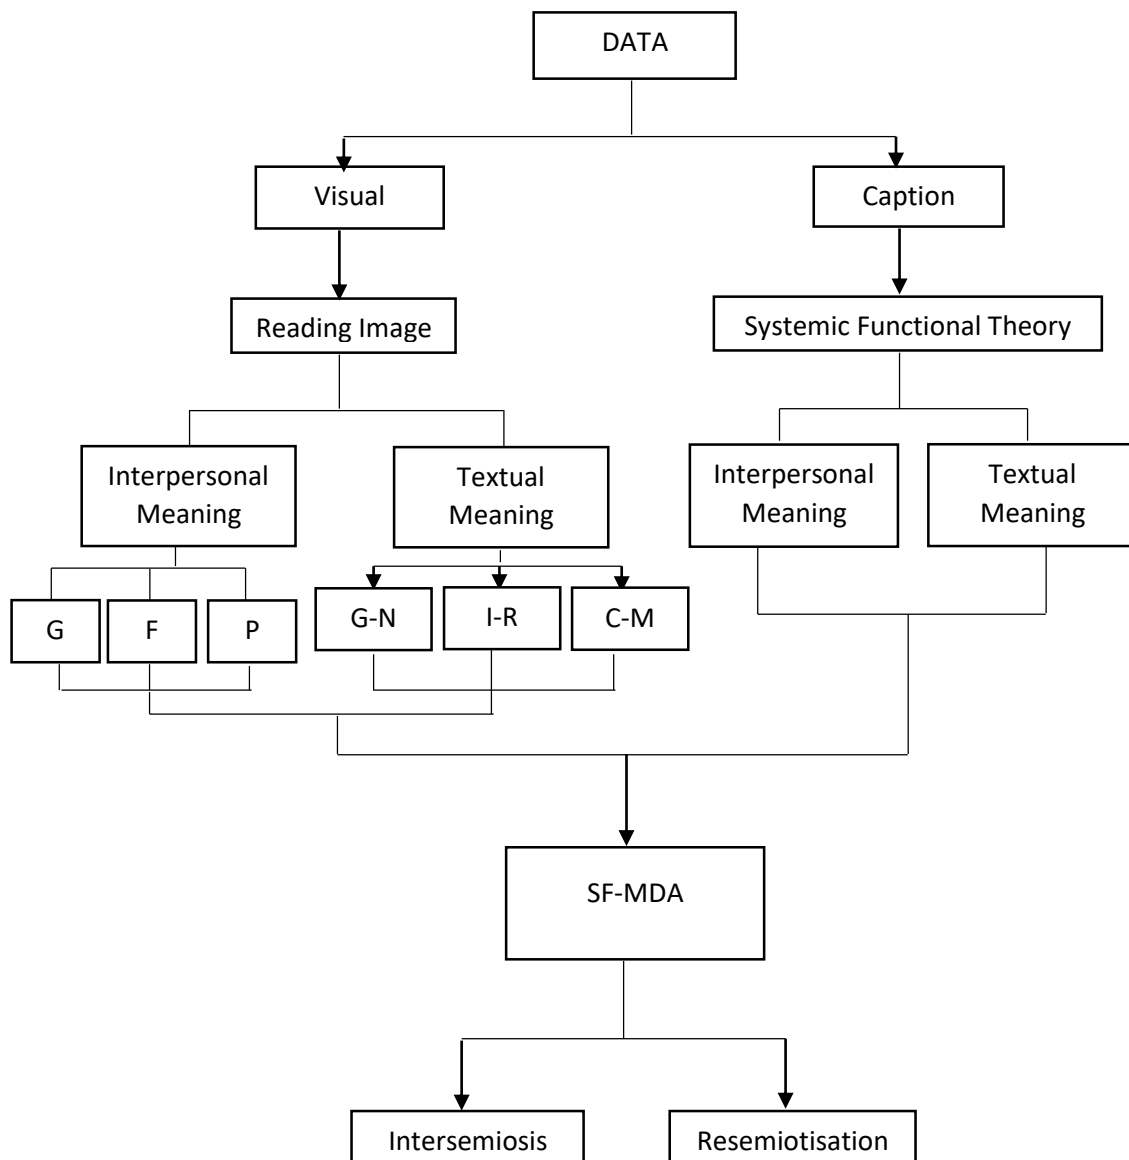 DATA
Visual
Caption
Reading Image
Systemic Functional Theory
Interpersonal
Meaning
Textual
Meaning
Interpersonal
Meaning
Textual
Meaning
G
F
P
G-N
I-R
C-M
SF-MDA
Intersemiosis
Resemiotisation